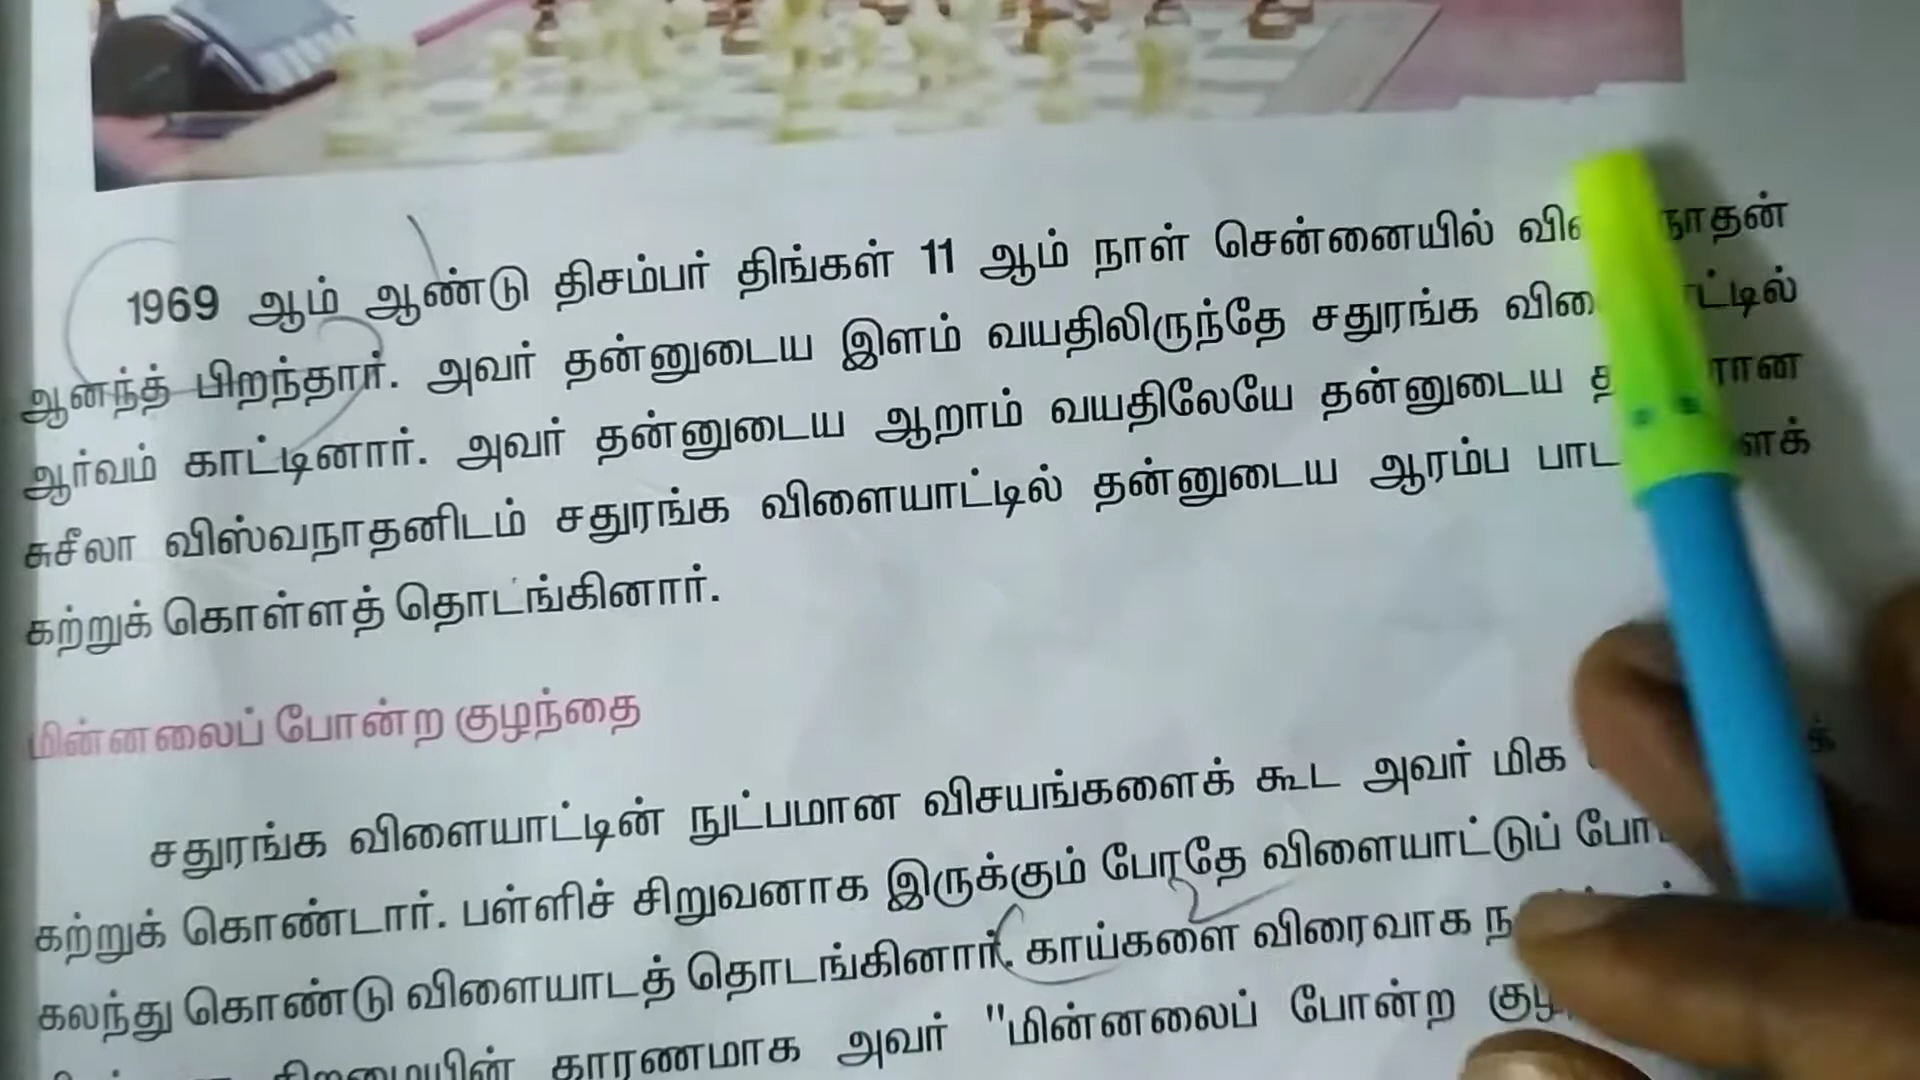 1969 ஆம் ஆண்டு திசம்பர் திங்கள் 11 ஆம் நாள் சென்னையில்
ஆனந்த் பிறந்தார். அவர் தன்னுடைய இளம் வயதிலிருந்தே சதுரங்க
ஆர்வம் காட்டினார். அவர் தன்னுடைய ஆறாம் வயதிலேயே தன்னுடைய
சுசீலா விஸ்வநாதனிடம் சதுரங்க விளையாட்டில் தன்னுடைய ஆரம்ப
கற்றுக் கொள்ளத் தொடங்கினார்.
மின்னலைப் போன்ற குழந்தை
சதுரங்க விளையாட்டின் நுட்பமான விசயங்களைக் கூட அவர் மிக
கற்றுக் கொண்டார். பள்ளிச் சிறுவனாக இருக்கும் போதே விளையாட்டுப்
கலந்து கொண்டு விளையாடத் தொடங்கினார். காய்களை விரைவாக
காரணமாக அவர் "மின்னலைப் போன்ற